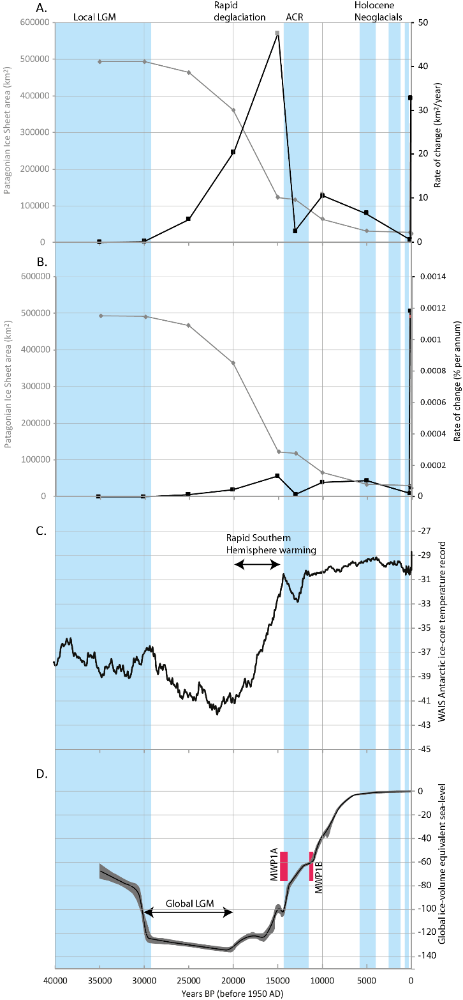 A.
Local LGM
Rapid
deglaciation
ACR
Holocene
Neoglacials
600000
500000
400000
300000
200000
100000
0
Patagonian Ice Sheet area (km2)
50
40
30
20
10
0
Rate of change (km2/year)
B.
600000
500000
400000
300000
200000
100000
0
Patagonian Ice Sheet area (km2)
0.0014
0.0012
0.001
0.0008
0.0006
0.0004
0.0002
0
Rate of change (% per annum)
C.
Rapid Southern
Hemisphere warming
-27
-29
-31
-33
-35
-37
-39
-41
-43
-45
WAIS Antarctic ice-core temperature record
D.
MWP1A
MWP1B
Global LGM
0
-20
-40
-60
-80
-100
-120
-140
Global ice-volume equivalent sea-level
40000 35000 30000 25000 20000 15000 10000 5000 0
Years BP (before 1950 AD)